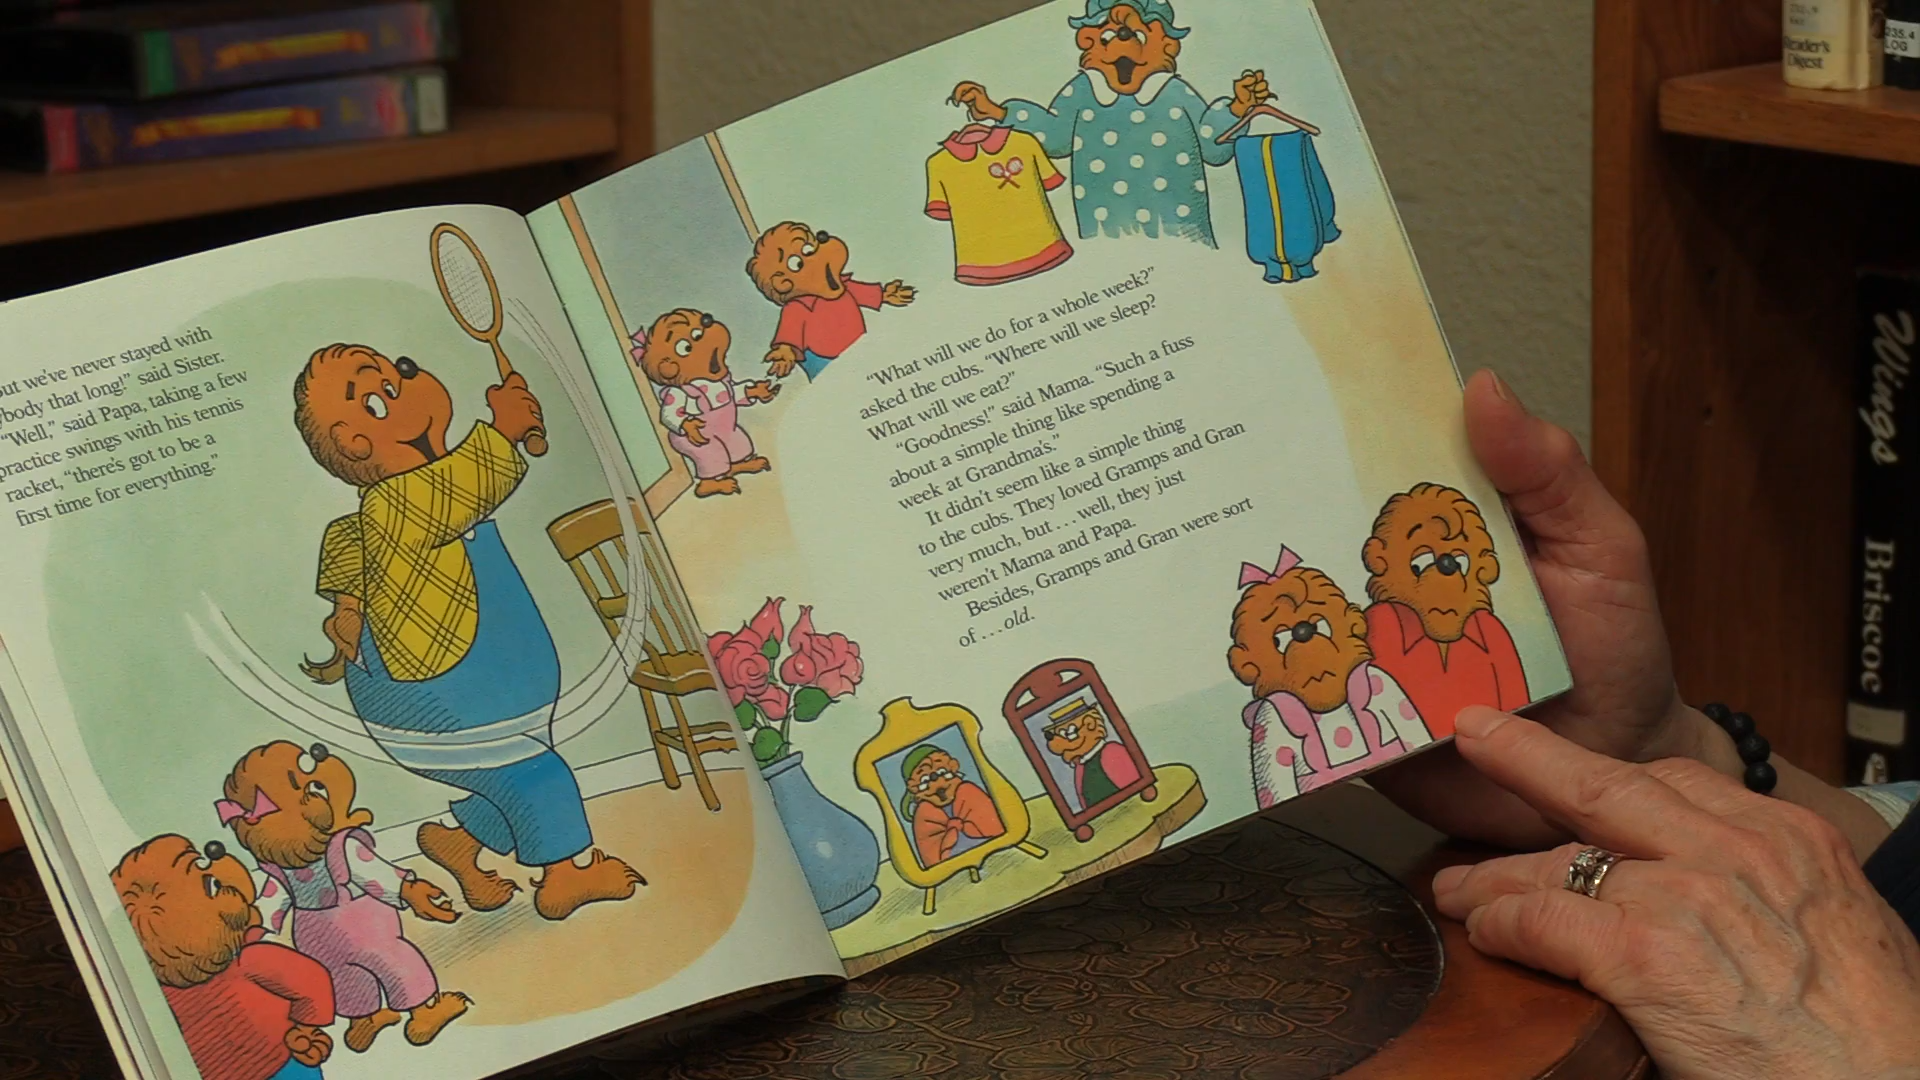 ut we've never stayed with
ybody that long!" said Sister.
"Well," said Papa, taking a few
practice swings with his tennis
racket, "there's got to be a
first time for everything."
"What will we do for a whole week?"
asked the cubs. "Where will we sleep?
What will we eat?"
"Goodness!" said Mama. "Such a fuss
about a simple thing like spending a
week at Grandma's."
It didn't seem like a simple thing
to the cubs. They loved Gramps and Gran
very much, but ... well, they just
weren't Mama and Papa.
Besides, Gramps and Gran were sort
of ... old.
Reader's
Digest
235.4
LOG
Wings
Briscoe